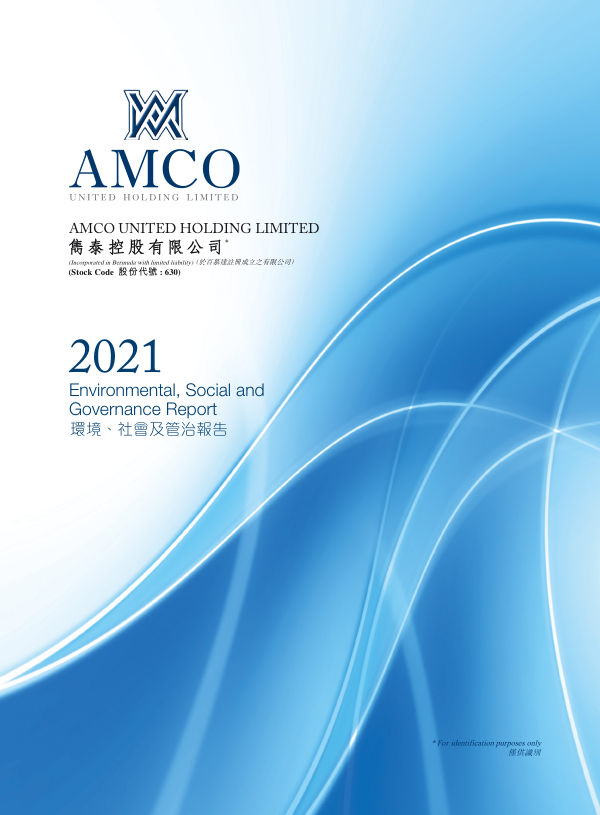 AMCO
UNITED HOLDING LIMITED
AMCO UNITED HOLDING LIMITED
雋泰控股有限公司*
(Incorporated in Bermuda with limited liability)（於百慕達註冊成立之有限公司）
(Stock Code 股份代號 : 630)
2021
Environmental, Social and
Governance Report
環境、社會及管治報告
* For identification purposes only
僅供識別